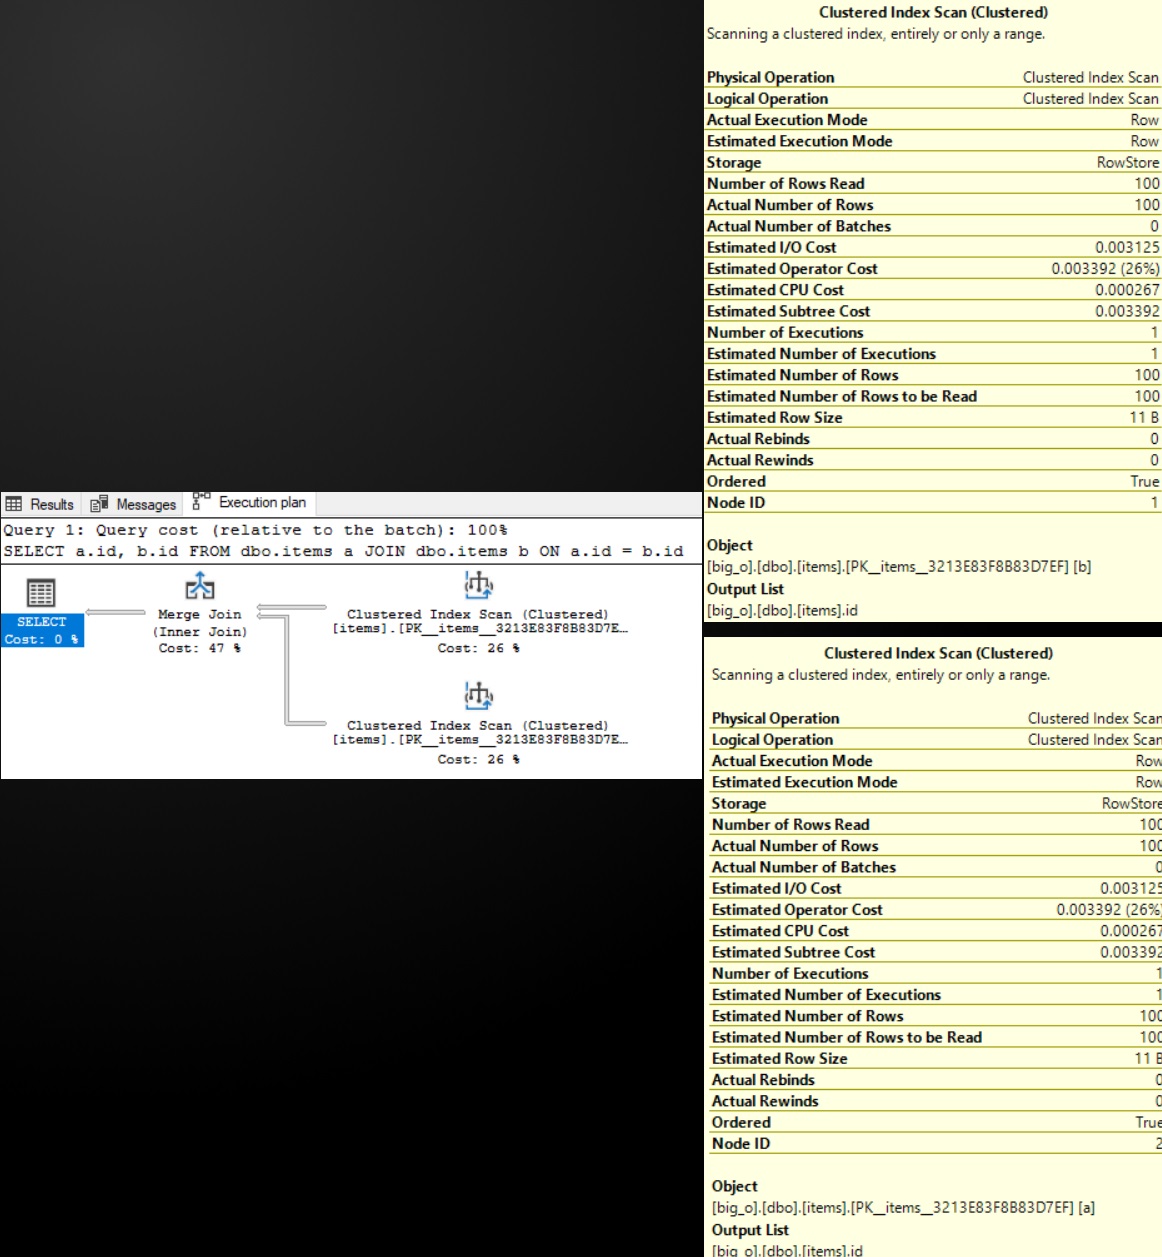 Results Messages Execution plan
Query 1: Query cost (relative to the batch): 100%
SELECT a.id, b.id FROM dbo.items a JOIN dbo.items b ON a.id = b.id
SELECT
Cost: 0 %
Merge Join
(Inner Join)
Cost: 47 %
Clustered Index Scan (Clustered)
[items].[PK__items__3213E83F8B83D7E…
Cost: 26 %
Clustered Index Scan (Clustered)
[items].[PK__items__3213E83F8B83D7E…
Cost: 26 %
Clustered Index Scan (Clustered)
Scanning a clustered index, entirely or only a range.
Physical Operation Clustered Index Scan
Logical Operation Clustered Index Scan
Actual Execution Mode Row
Estimated Execution Mode Row
Storage RowStore
Number of Rows Read 100
Actual Number of Rows 100
Actual Number of Batches 0
Estimated I/O Cost 0.003125
Estimated Operator Cost 0.003392 (26%)
Estimated CPU Cost 0.000267
Estimated Subtree Cost 0.003392
Number of Executions 1
Estimated Number of Executions 1
Estimated Number of Rows 100
Estimated Number of Rows to be Read 100
Estimated Row Size 11 B
Actual Rebinds 0
Actual Rewinds 0
Ordered True
Node ID 1
Object
[big_o].[dbo].[items].[PK__items__3213E83F8B83D7EF] [b]
Output List
[big_o].[dbo].[items].id
Clustered Index Scan (Clustered)
Scanning a clustered index, entirely or only a range.
Physical Operation Clustered Index Scan
Logical Operation Clustered Index Scan
Actual Execution Mode Row
Estimated Execution Mode Row
Storage RowStore
Number of Rows Read 100
Actual Number of Rows 100
Actual Number of Batches 0
Estimated I/O Cost 0.003125
Estimated Operator Cost 0.003392 (26%)
Estimated CPU Cost 0.000267
Estimated Subtree Cost 0.003392
Number of Executions 1
Estimated Number of Executions 1
Estimated Number of Rows 100
Estimated Number of Rows to be Read 100
Estimated Row Size 11 B
Actual Rebinds 0
Actual Rewinds 0
Ordered True
Node ID 2
Object
[big_o].[dbo].[items].[PK__items__3213E83F8B83D7EF] [a]
Output List
[big_o].[dbo].[items].id